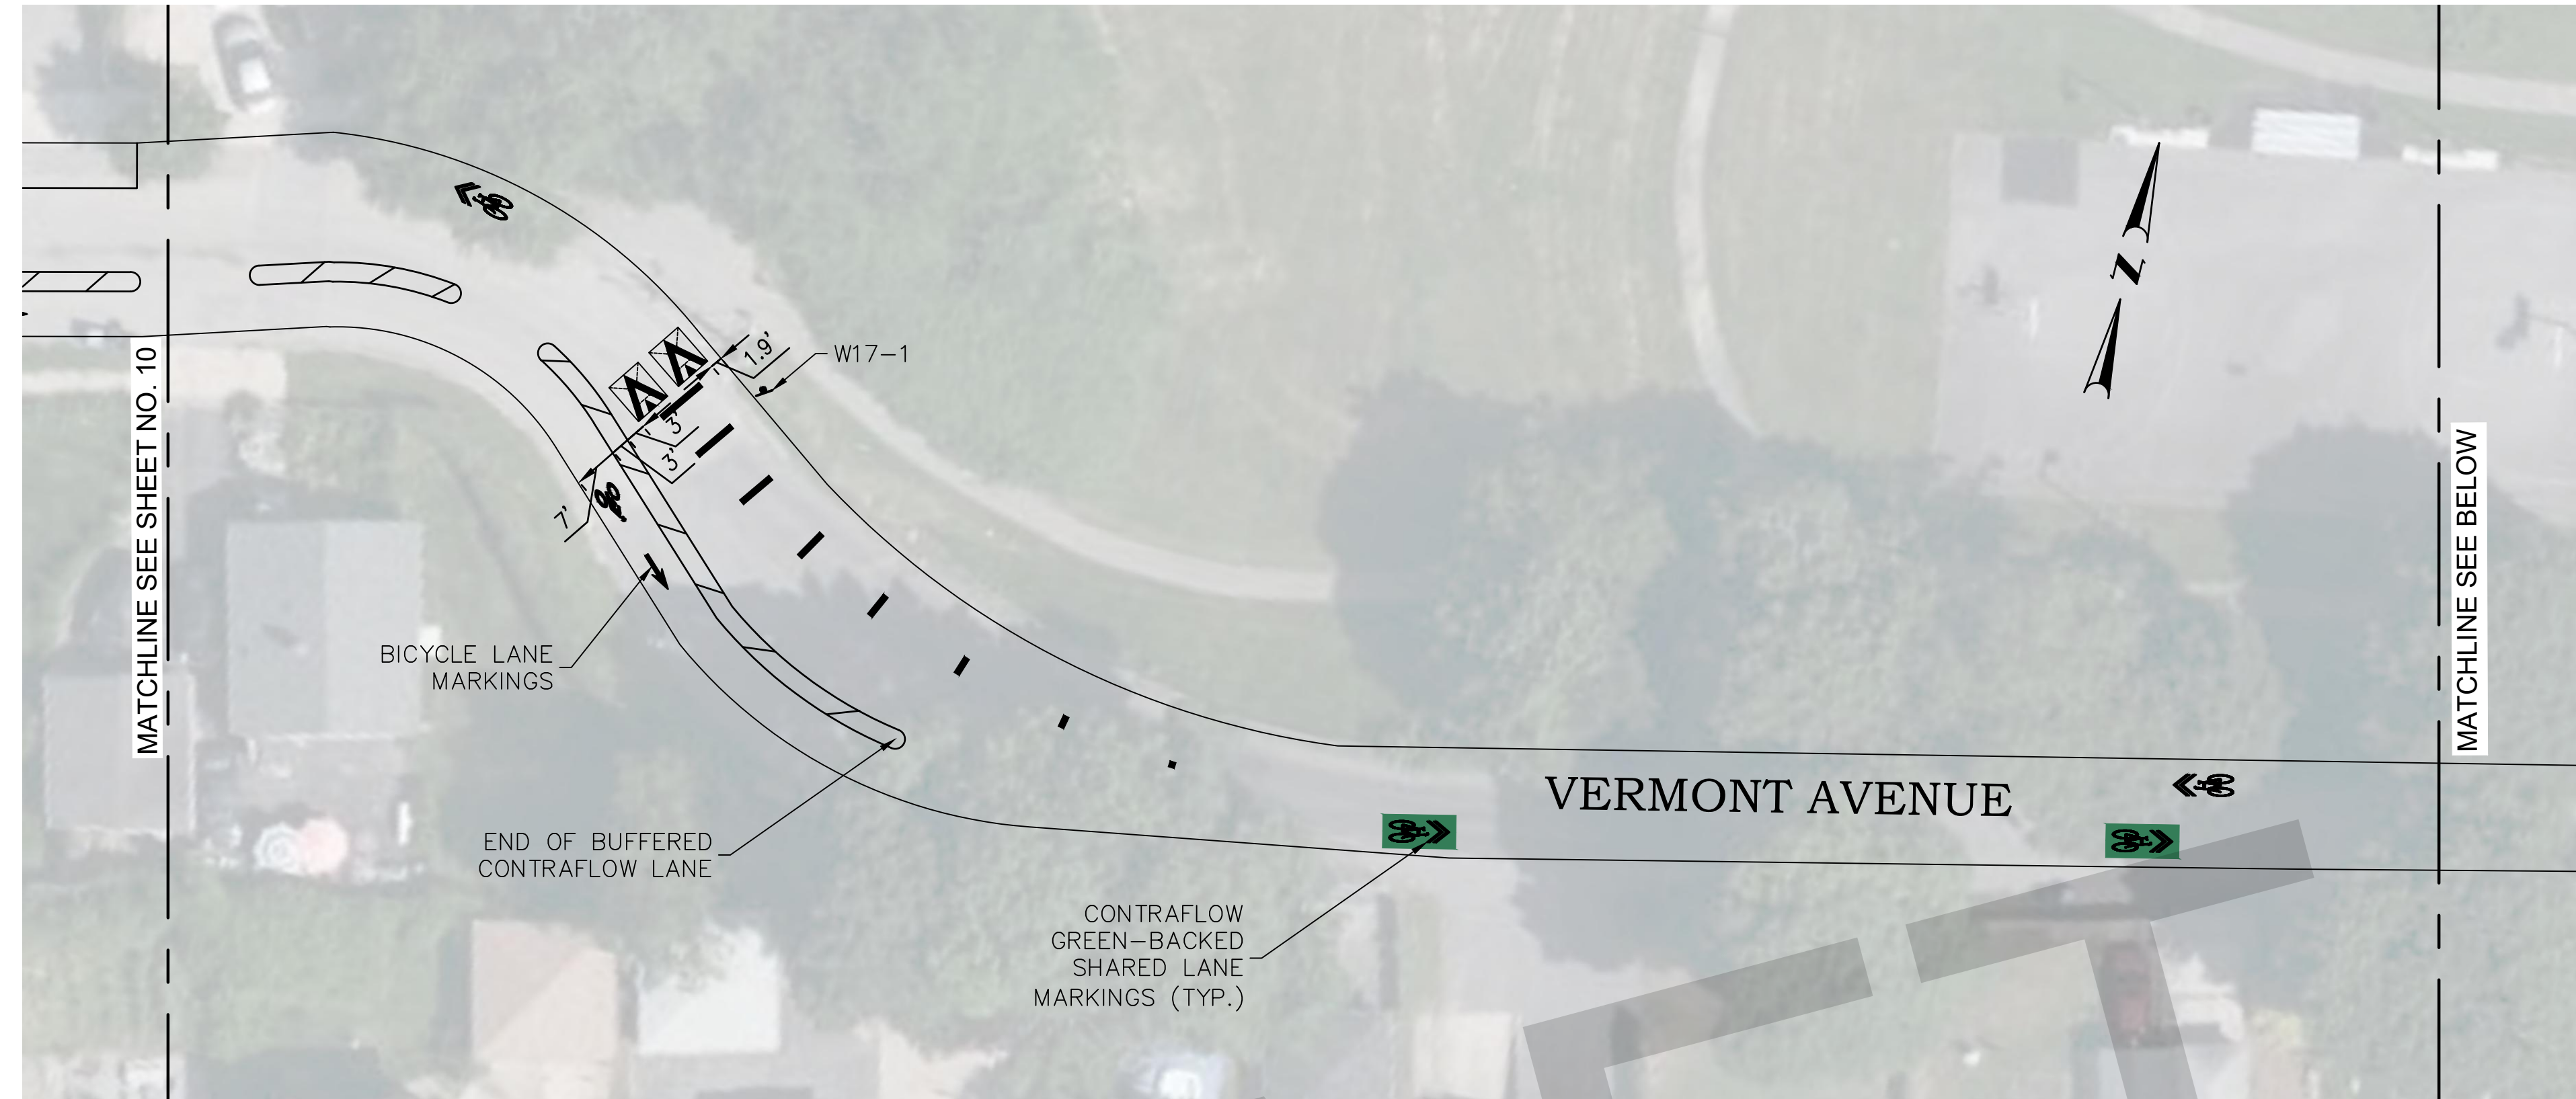 MATCHLINE SEE SHEET NO. 10
1.9'
W17-1
3'
3'
7'
BICYCLE LANE
MARKINGS
END OF BUFFERED
CONTRAFLOW LANE
N
VERMONT AVENUE
CONTRAFLOW
GREEN-BACKED
SHARED LANE
MARKINGS (TYP.)
MATCHLINE SEE BELOW